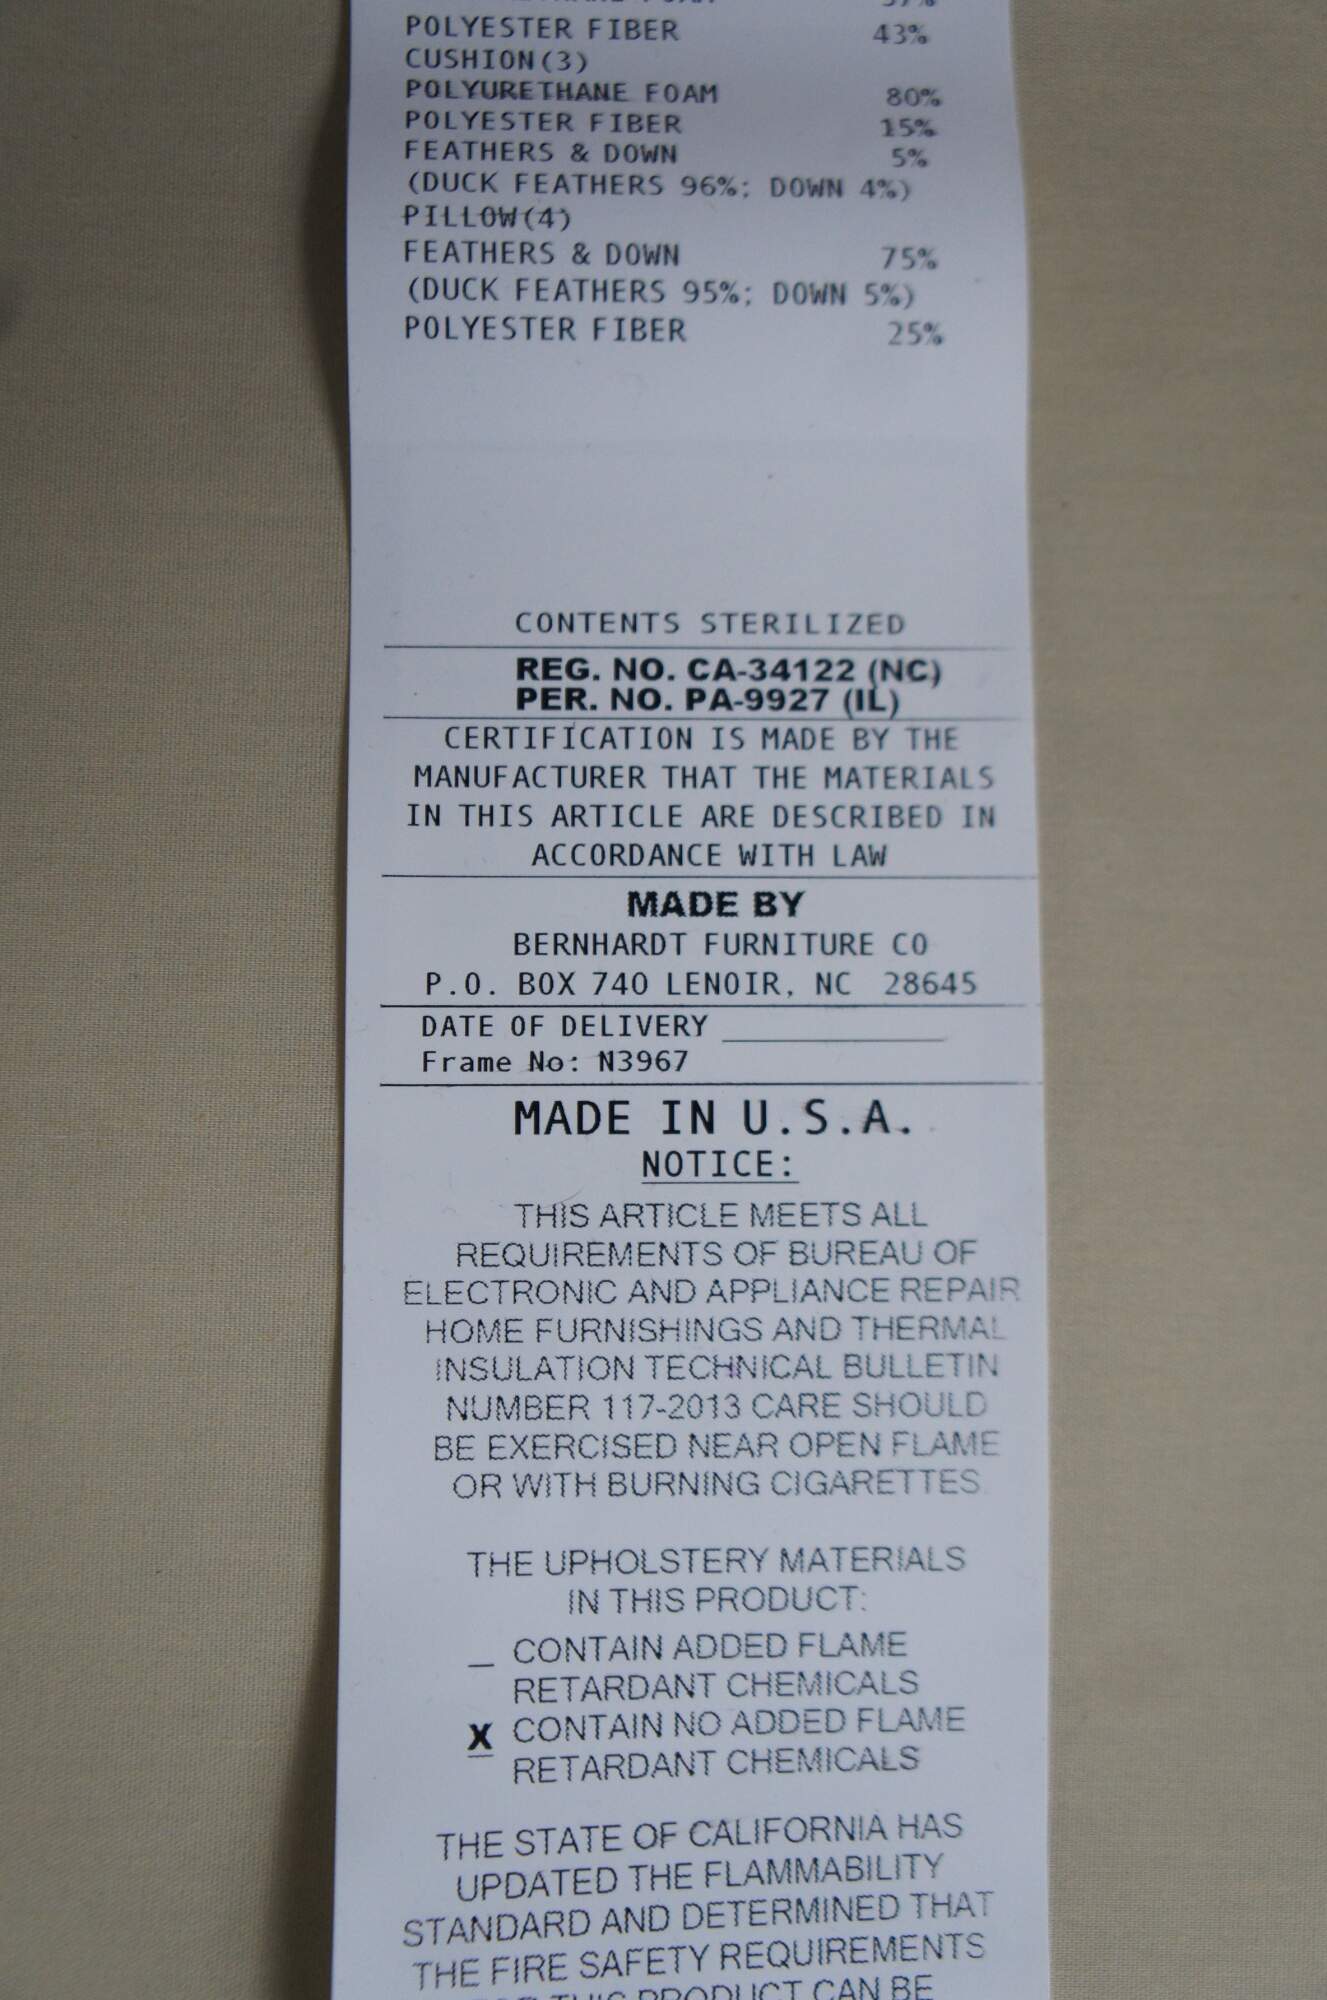 FOAM 57%
POLYESTER FIBER 43%
CUSHION(3)
POLYURETHANE FOAM 80%
POLYESTER FIBER 15%
FEATHERS & DOWN 5%
(DUCK FEATHERS 96%; DOWN 4%)
PILLOW(4)
FEATHERS & DOWN 75%
(DUCK FEATHERS 95%; DOWN 5%)
POLYESTER FIBER 25%
CONTENTS STERILIZED
REG. NO. CA-34122 (NC)
PER. NO. PA-9927 (IL)
CERTIFICATION IS MADE BY THE
MANUFACTURER THAT THE MATERIALS
IN THIS ARTICLE ARE DESCRIBED IN
ACCORDANCE WITH LAW
MADE BY
BERNHARDT FURNITURE CO
P.O. BOX 740 LENOIR, NC 28645
DATE OF DELIVERY
Frame No: N3967
MADE IN U.S.A.
NOTICE:
THIS ARTICLE MEETS ALL
REQUIREMENTS OF BUREAU OF
ELECTRONIC AND APPLIANCE REPAIR
HOME FURNISHINGS AND THERMAL
INSULATION TECHNICAL BULLETIN
NUMBER 117-2013 CARE SHOULD
BE EXERCISED NEAR OPEN FLAME
OR WITH BURNING CIGARETTES.
THE UPHOLSTERY MATERIALS
IN THIS PRODUCT:
_ CONTAIN ADDED FLAME
RETARDANT CHEMICALS
X CONTAIN NO ADDED FLAME
RETARDANT CHEMICALS
THE STATE OF CALIFORNIA HAS
UPDATED THE FLAMMABILITY
STANDARD AND DETERMINED THAT
THE FIRE SAFETY REQUIREMENTS
THIS PRODUCT CAN BE